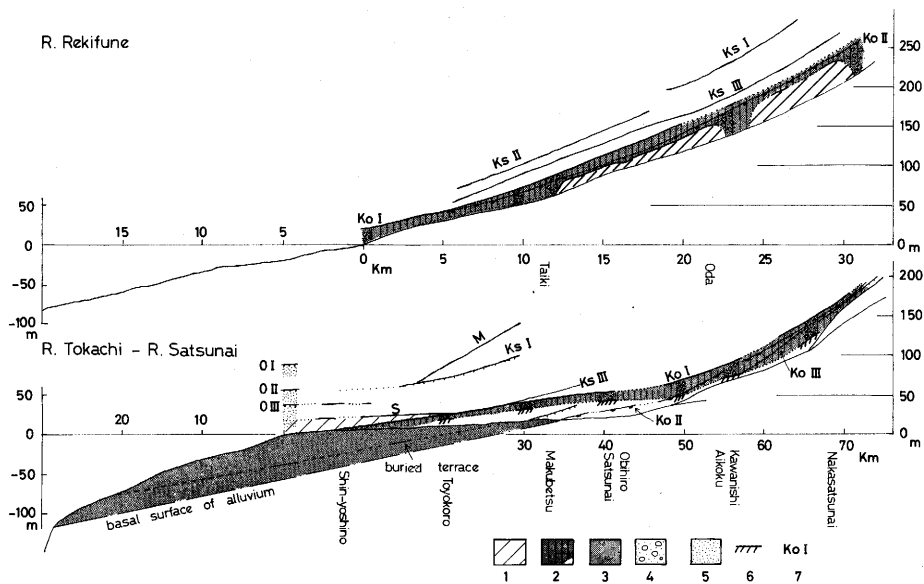 R. Rekifune
Ks I
Ko II
250
200
150
100
50
0
Ks III
Ks II
Ko I
50
0
-50
-100
m
15 10 5 0 5 10 15 20 25 30
Km
Taiki
Oda
m
R. Tokachi - R. Satsunai
200
150
100
50
0
M
Ks I
O I
O II
O III
S
Ks III
Ko I
Ko III
Ko II
50
0
-50
-100
m
20 10 30 40 50 60 70
Km
buried terrace
basal surface of alluvium
Shin-yoshino
Toyokoro
Makubetsu
Satsunai
Obihiro
Aikoku
Kawanishi
Nakasatsunai
Ko I
1 2 3 4 5 6 7